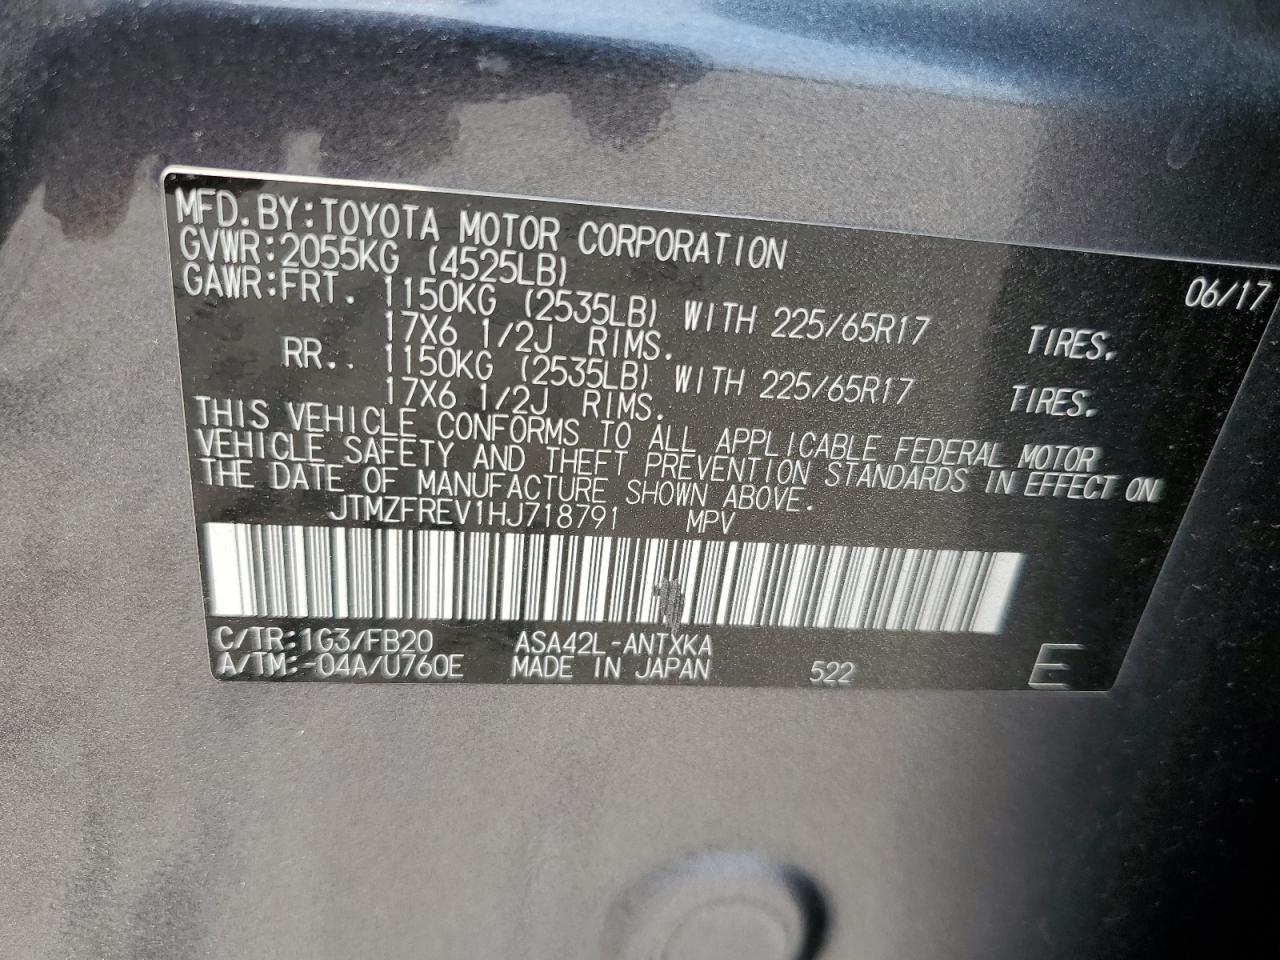 MFD.BY:TOYOTA MOTOR CORPORATION 06/17
GVWR:2055KG (4525LB)
GAWR:FRT. 1150KG (2535LB) WITH 225/65R17 TIRES.
17X6 1/2J RIMS.
RR. 1150KG (2535LB) WITH 225/65R17 TIRES.
17X6 1/2J RIMS.
THIS VEHICLE CONFORMS TO ALL APPLICABLE FEDERAL MOTOR
VEHICLE SAFETY AND THEFT PREVENTION STANDARDS IN EFFECT ON
THE DATE OF MANUFACTURE SHOWN ABOVE.
JTMZFREV1HJ718791 MPV
C/TR:1G3/FB20 ASA42L-ANTXKA
A/TM:-04A/U760E MADE IN JAPAN 522 E